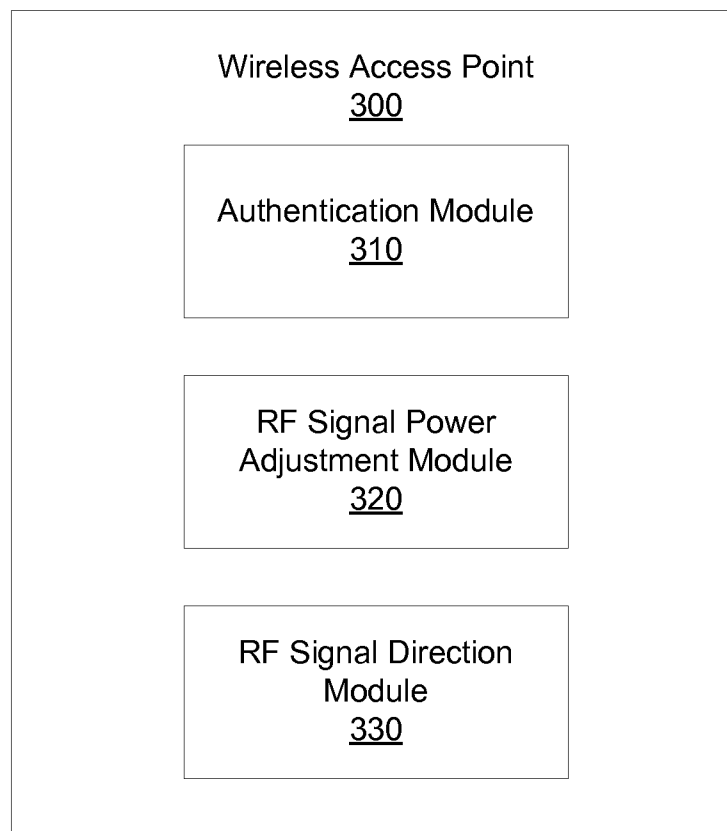 Wireless Access Point
300
Authentication Module
310
RF Signal Power
Adjustment Module
320
RF Signal Direction
Module
330